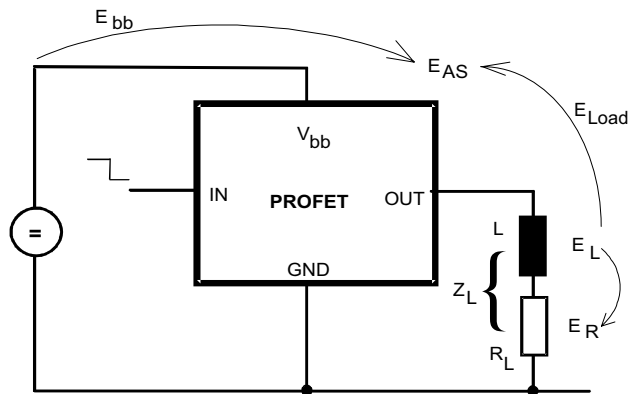 E bb
E AS
E Load
V bb
IN
PROFET
OUT
=
GND
L
Z L
{
E L
R L
E R